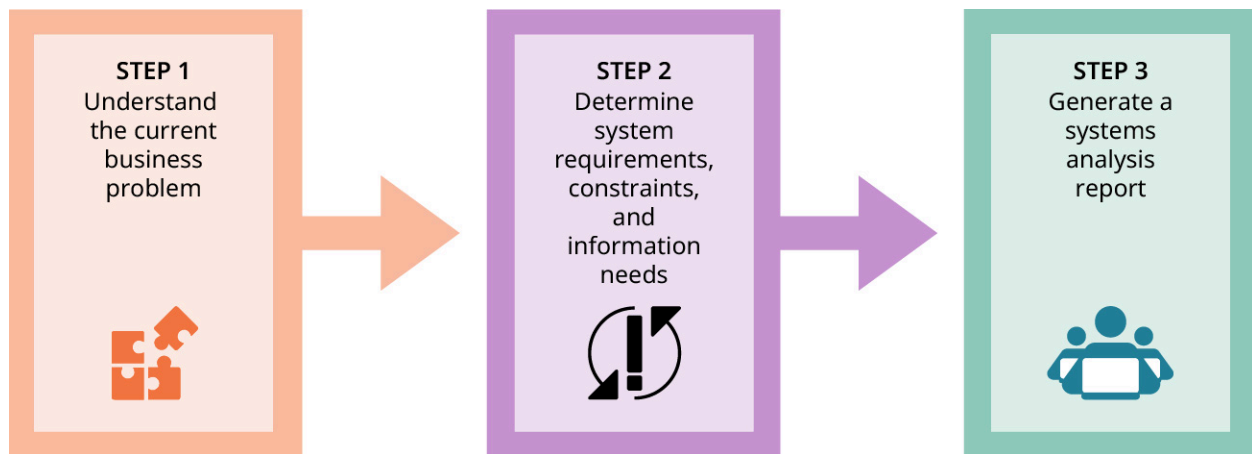 STEP 1
Understand
the current
business
problem
STEP 2
Determine
system
requirements,
constraints,
and
information
needs
STEP 3
Generate a
systems
analysis
report